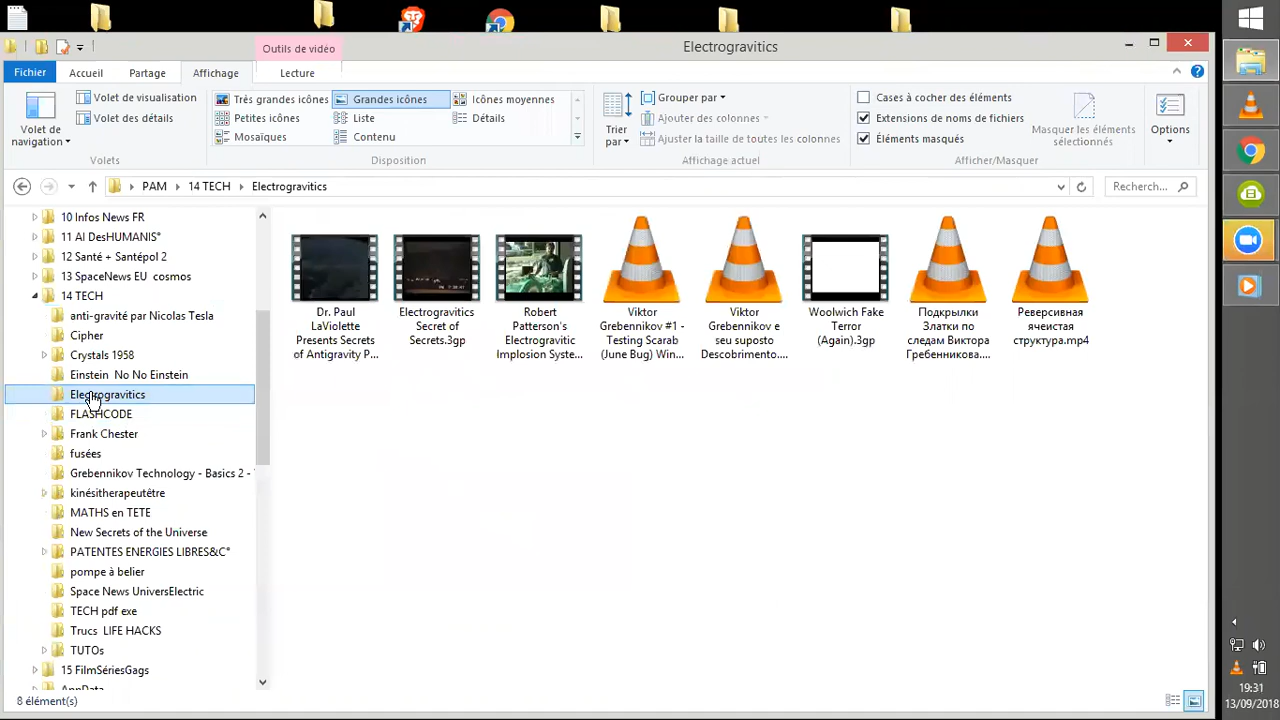 Outils de vidéo
Electrogravitics
Fichier
Accueil
Partage
Affichage
Lecture
Volet de navigation
Volet de visualisation
Volet des détails
Volets
Très grandes icônes
Grandes icônes
Icônes moyennes
Petites icônes
Liste
Détails
Mosaïques
Contenu
Disposition
Trier par
Grouper par
Ajouter des colonnes
Ajuster la taille de toutes les colonnes
Affichage actuel
Cases à cocher des éléments
Extensions de noms de fichiers
Éléments masqués
Masquer les éléments sélectionnés
Afficher/Masquer
Options
PAM
14 TECH
Electrogravitics
Recherch...
10 Infos News FR
11 AI DesHUMANIS°
12 Santé + Santépol 2
13 SpaceNews EU cosmos
14 TECH
anti-gravité par Nicolas Tesla
Cipher
Crystals 1958
Einstein No No Einstein
Electrogravitics
FLASHCODE
Frank Chester
fusées
Grebennikov Technology - Basics 2 -
kinésitherapeutêtre
MATHS en TETE
New Secrets of the Universe
PATENTES ENERGIES LIBRES&C°
pompe à belier
Space News UniversElectric
TECH pdf exe
Trucs LIFE HACKS
TUTOs
15 FilmSériesGags
AppData
Dr. Paul
LaViolette
Presents Secrets
of Antigravity P...
Electrogravitics
Secret of
Secrets.3gp
Robert
Patterson's
Electrogravitic
Implosion Syste...
Viktor
Grebennikov #1 -
Testing Scarab
(June Bug) Win...
Viktor
Grebennikov e
seu suposto
Descobrimento....
Woolwich Fake
Terror
(Again).3gp
Подкрылки
Златки по
следам Виктора
Гребенникова....
Реверсивная
ячеистая
структура.mp4
8 élément(s)
19:31
13/09/2018